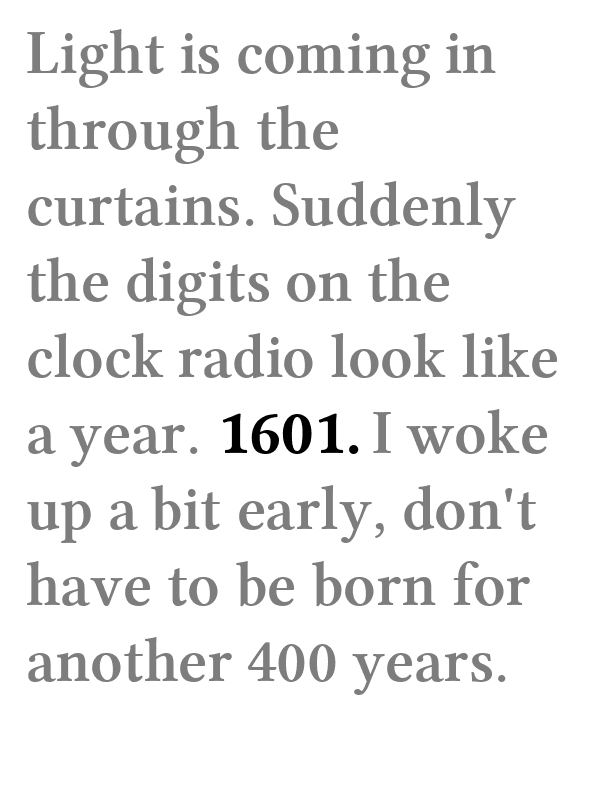 Light is coming in
through the
curtains. Suddenly
the digits on the
clock radio look like
a year. 1601. I woke
up a bit early, don't
have to be born for
another 400 years.